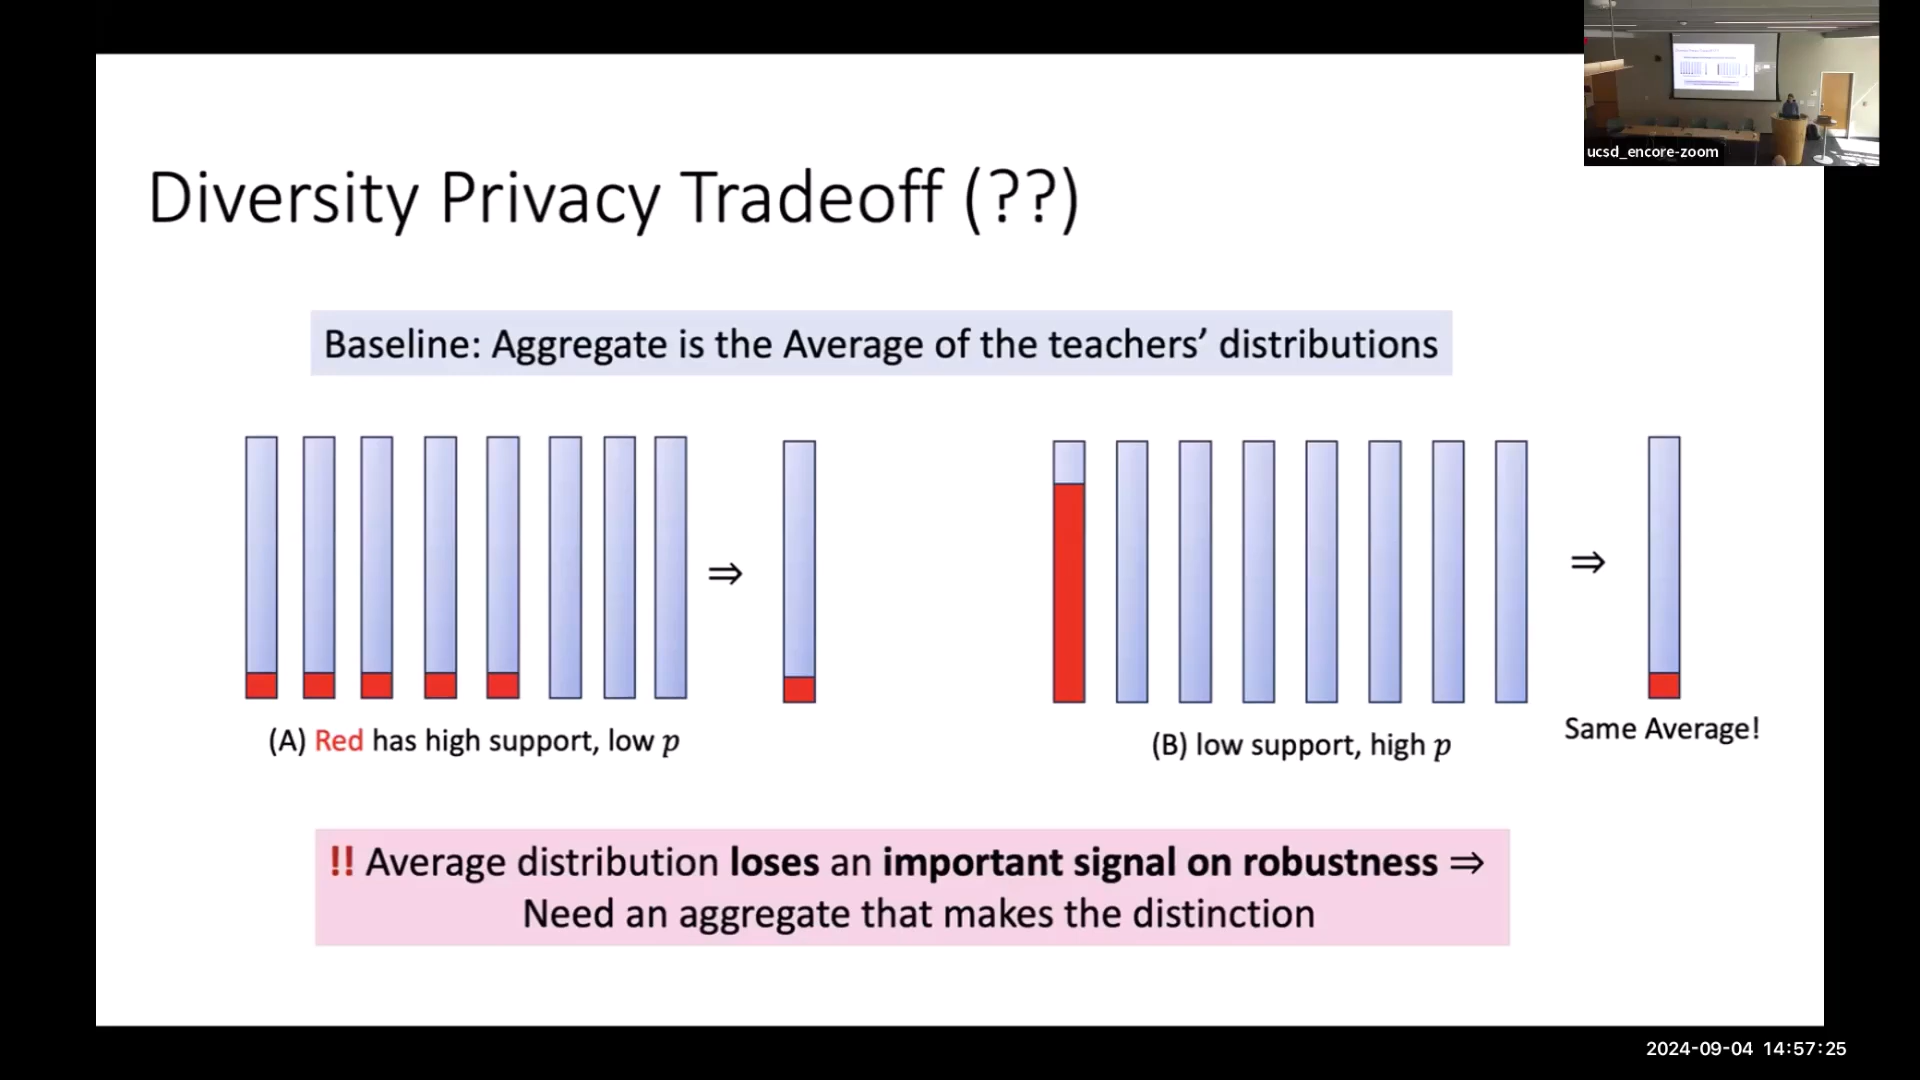 ucsd_encore-zoom
Diversity Privacy Tradeoff (??)
Baseline: Aggregate is the Average of the teachers’ distributions
⇒
⇒
(A) Red has high support, low p
(B) low support, high p
Same Average!
!! Average distribution loses an important signal on robustness ⇒
Need an aggregate that makes the distinction
2024-09-04 14:57:25